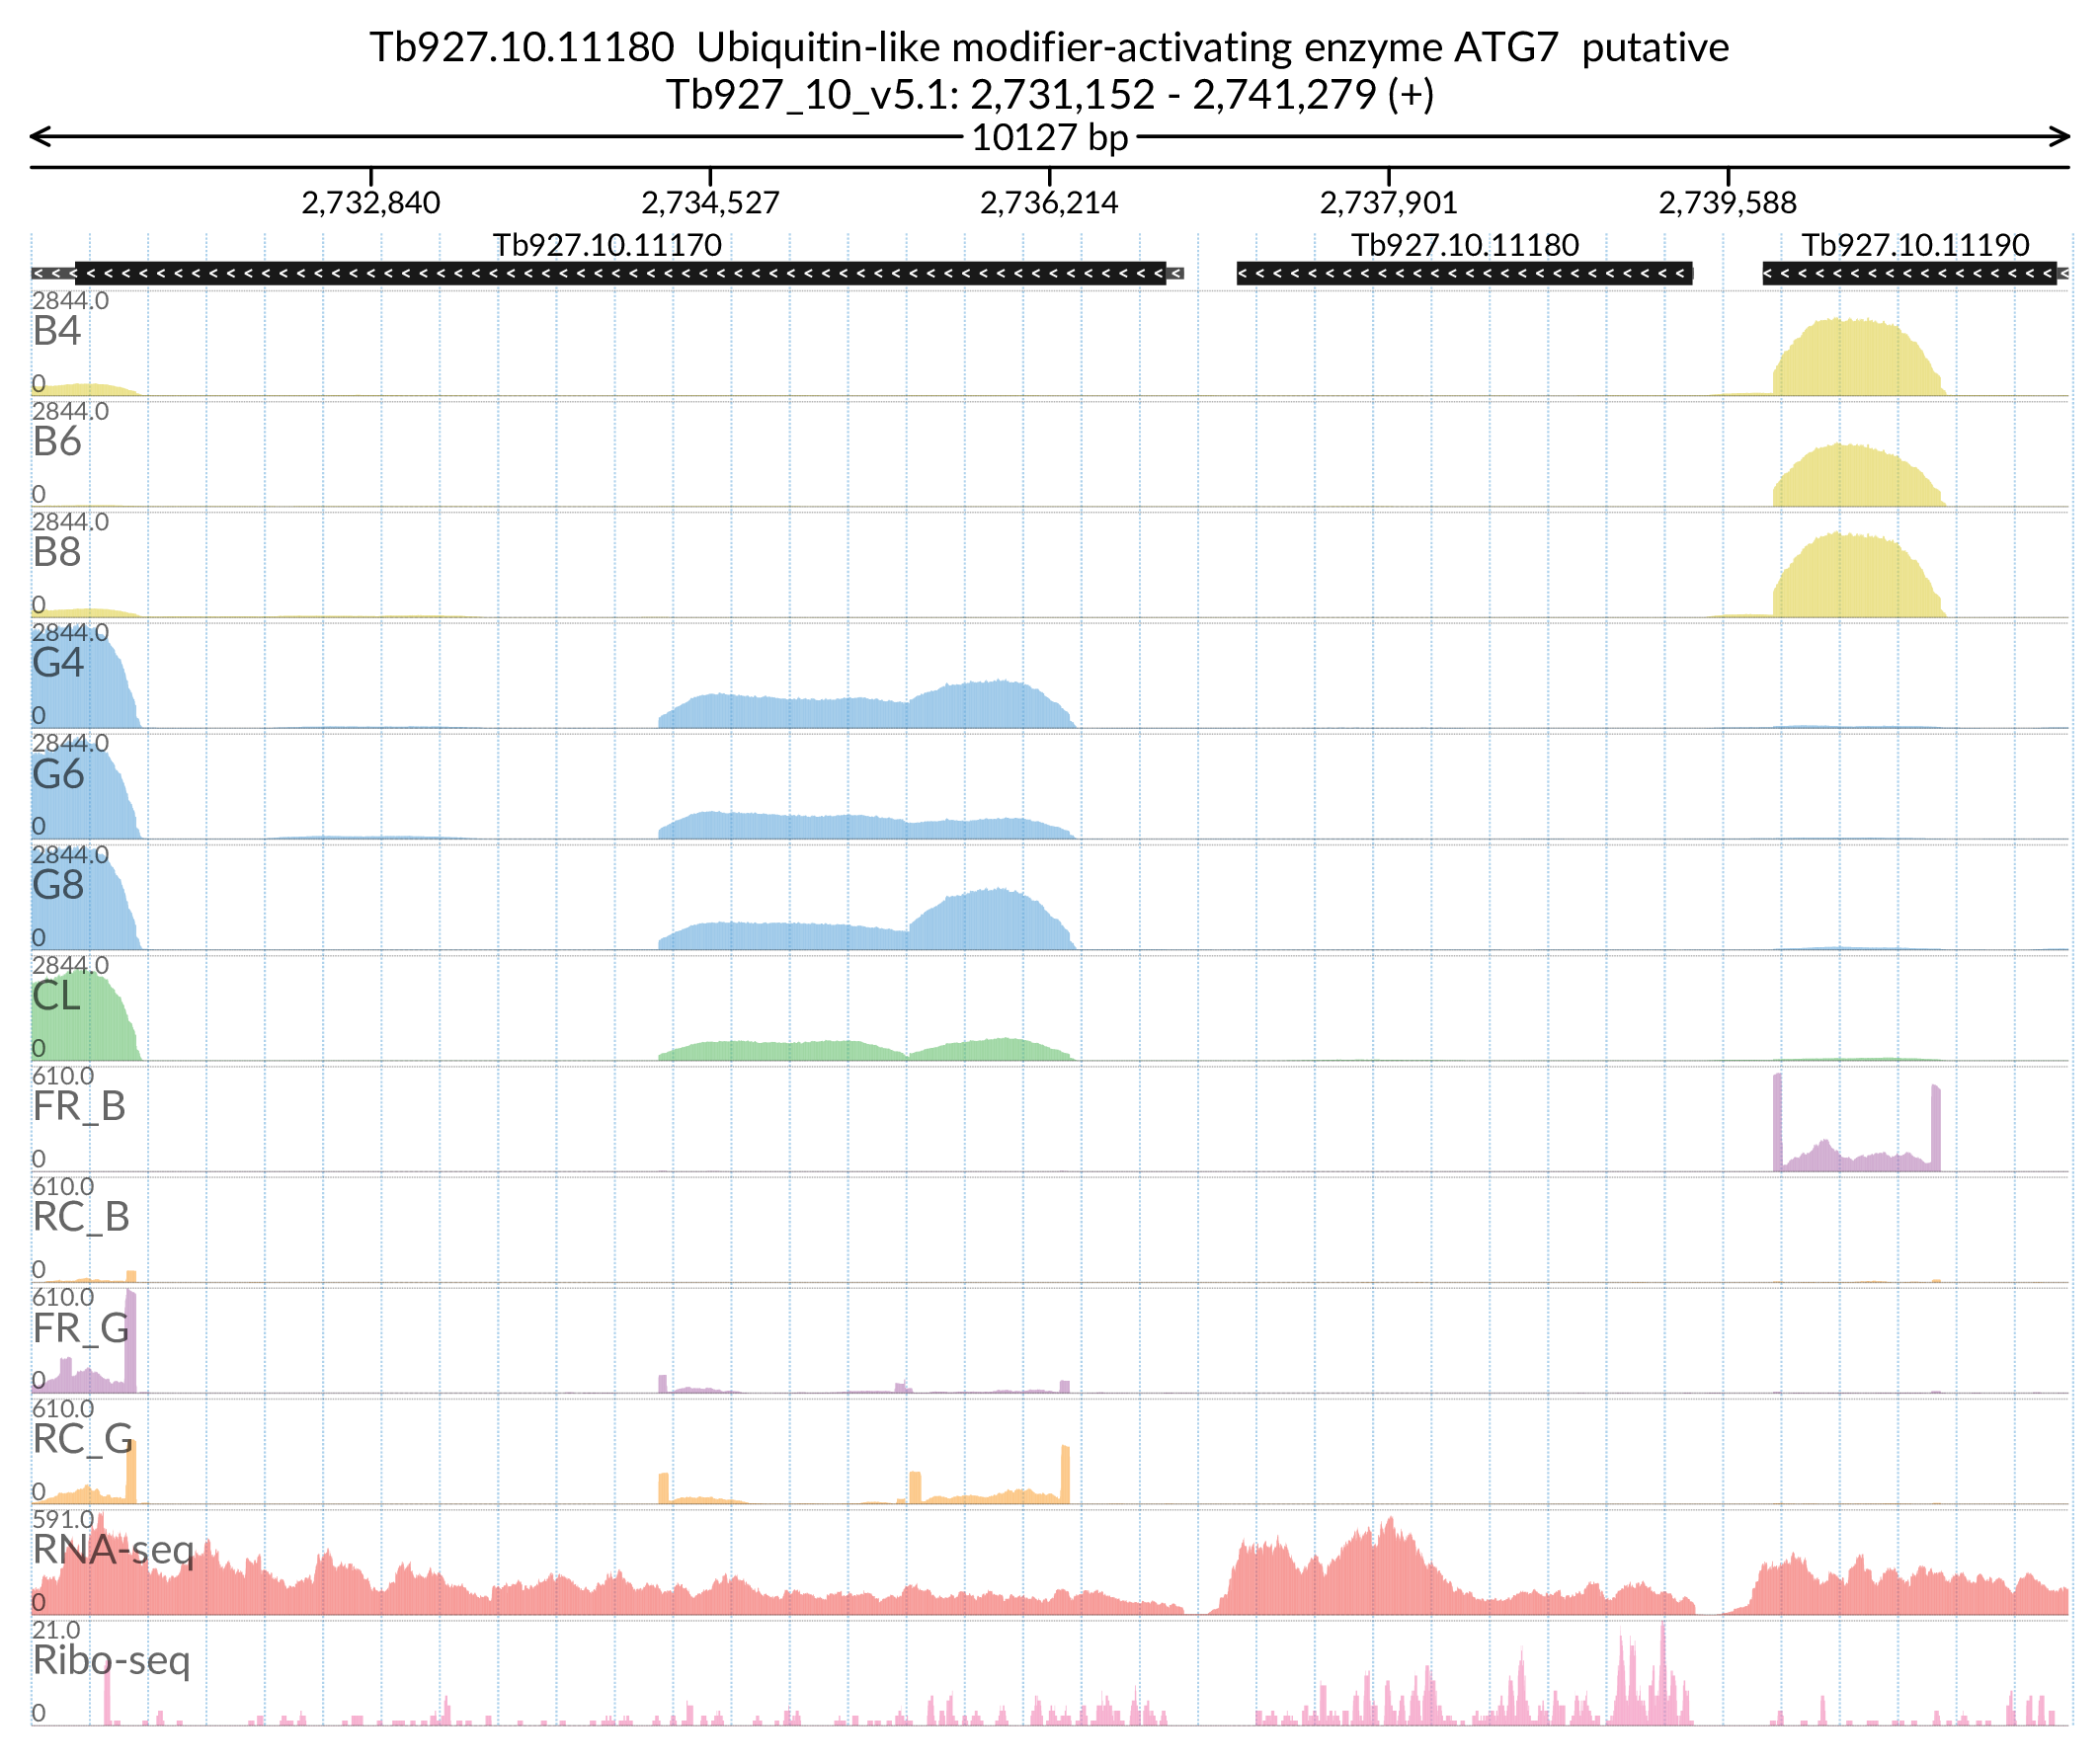 Tb927.10.11180 Ubiquitin-like modifier-activating enzyme ATG7 putative
Tb927_10_v5.1: 2,731,152 - 2,741,279 (+)
10127 bp
2,732,840 2,734,527 2,736,214 2,737,901 2,739,588
Tb927.10.11170 Tb927.10.11180 Tb927.10.11190
2844.0
B4
0
2844.0
B6
0
2844.0
B8
0
2844.0
G4
0
2844.0
G6
0
2844.0
G8
0
2844.0
CL
0
610.0
FR_B
0
610.0
RC_B
0
610.0
FR_G
0
610.0
RC_G
0
591.0
RNA-seq
0
21.0
Ribo-seq
0